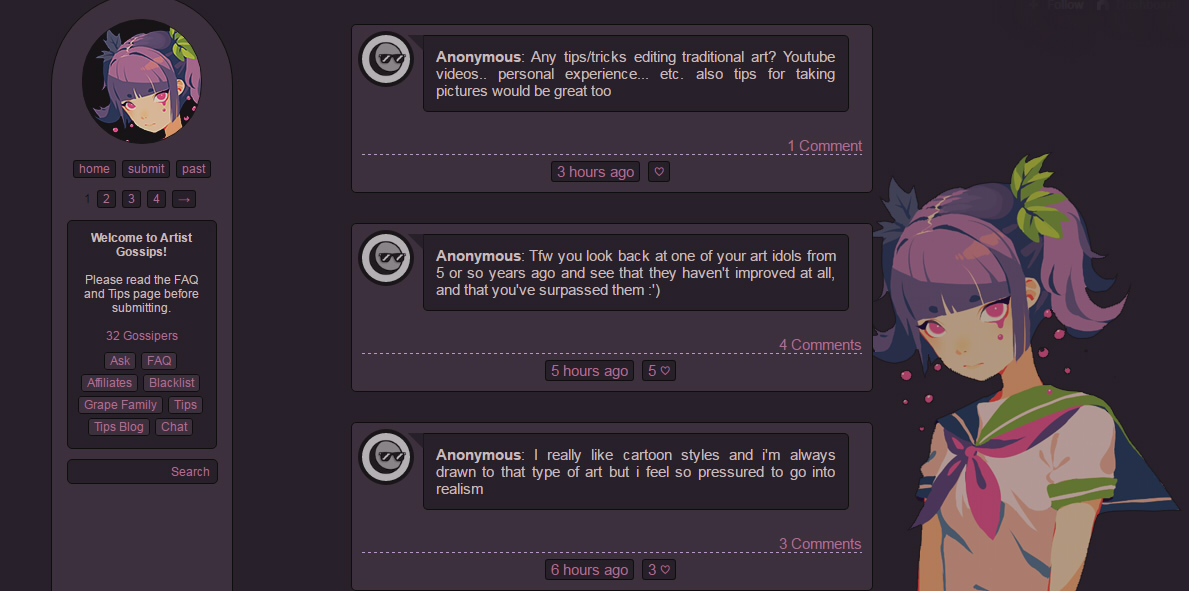 Follow
home submit past
1 2 3 4 →
Welcome to Artist
Gossips!
Please read the FAQ
and Tips page before
submitting.
32 Gossipers
Ask FAQ
Affiliates Blacklist
Grape Family Tips
Tips Blog Chat
Search
Anonymous: Any tips/tricks editing traditional art? Youtube
videos.. personal experience... etc. also tips for taking
pictures would be great too
1 Comment
3 hours ago ♡
Anonymous: Tfw you look back at one of your art idols from
5 or so years ago and see that they haven't improved at all,
and that you've surpassed them :')
4 Comments
5 hours ago 5 ♡
Anonymous: I really like cartoon styles and i'm always
drawn to that type of art but i feel so pressured to go into
realism
3 Comments
6 hours ago 3 ♡